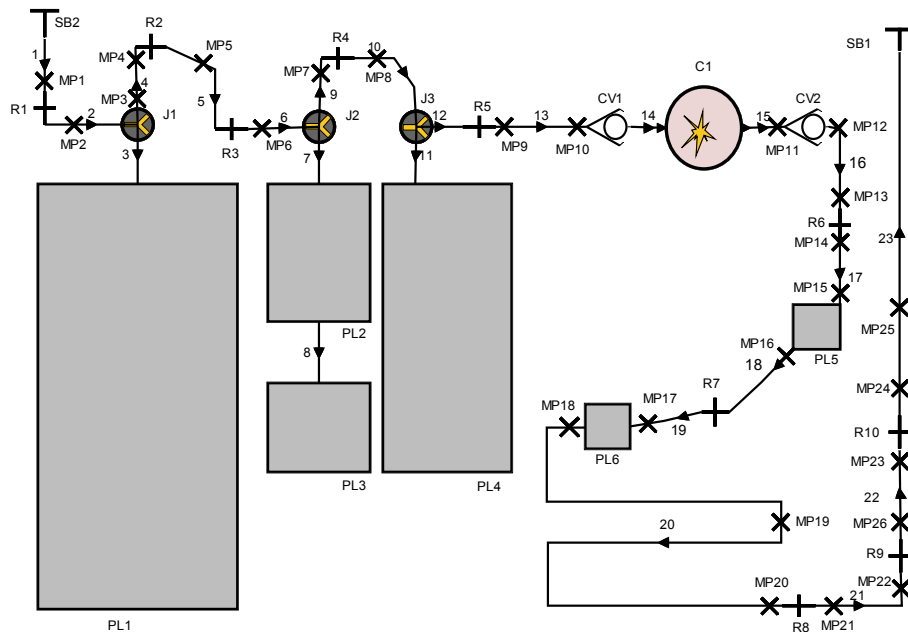 SB2
1
MP1
R1
2
MP2
3
MP3
4
MP4
R2
MP5
J1
5
R3
6
MP6
MP7
9
R4
10
MP8
J2
7
J3
12
11
R5
13
MP9
MP10
CV1
14
C1
15
MP11
CV2
MP12
16
MP13
R6
MP14
17
MP15
PL5
MP16
18
R7
MP17
19
PL6
MP18
MP19
20
MP20
R8
MP21
21
MP22
R9
MP26
22
MP23
R10
MP24
MP25
23
SB1
PL2
8
PL3
PL4
PL1